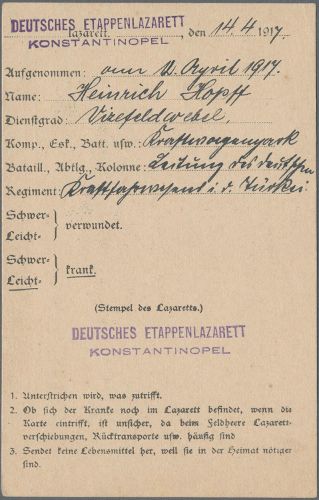 DEUTSCHES ETAPPENLAZARETT
KONSTANTINOPEL
lazarett, den 14. 4 1917.
Aufgenommen: am 11. April 1917.
Name: Heinrich Hopff
Dienstgrad: Vizefeldwebel
Komp., Esk., Batt. usw.: Kraftwagenpark
Bataill., Abtlg., Kolonne: Leitung des deutschen
Regiment: Kraftfahrwesens i. d. Türkei.
Schwer-
Leicht- } verwundet.
Schwer-
Leicht- } krank.
(Stempel des Lazaretts.)
DEUTSCHES ETAPPENLAZARETT
KONSTANTINOPEL
1. Unterstrichen wird, was zutrifft.
2. Ob sich der Kranke noch im Lazarett befindet, wenn die
Karte eintrifft, ist unsicher, da beim Feldheere Lazarett-
verschiebungen, Rücktransporte usw. häufig sind
3. Sendet keine Lebensmittel her, weil sie in der Heimat nötiger
sind.